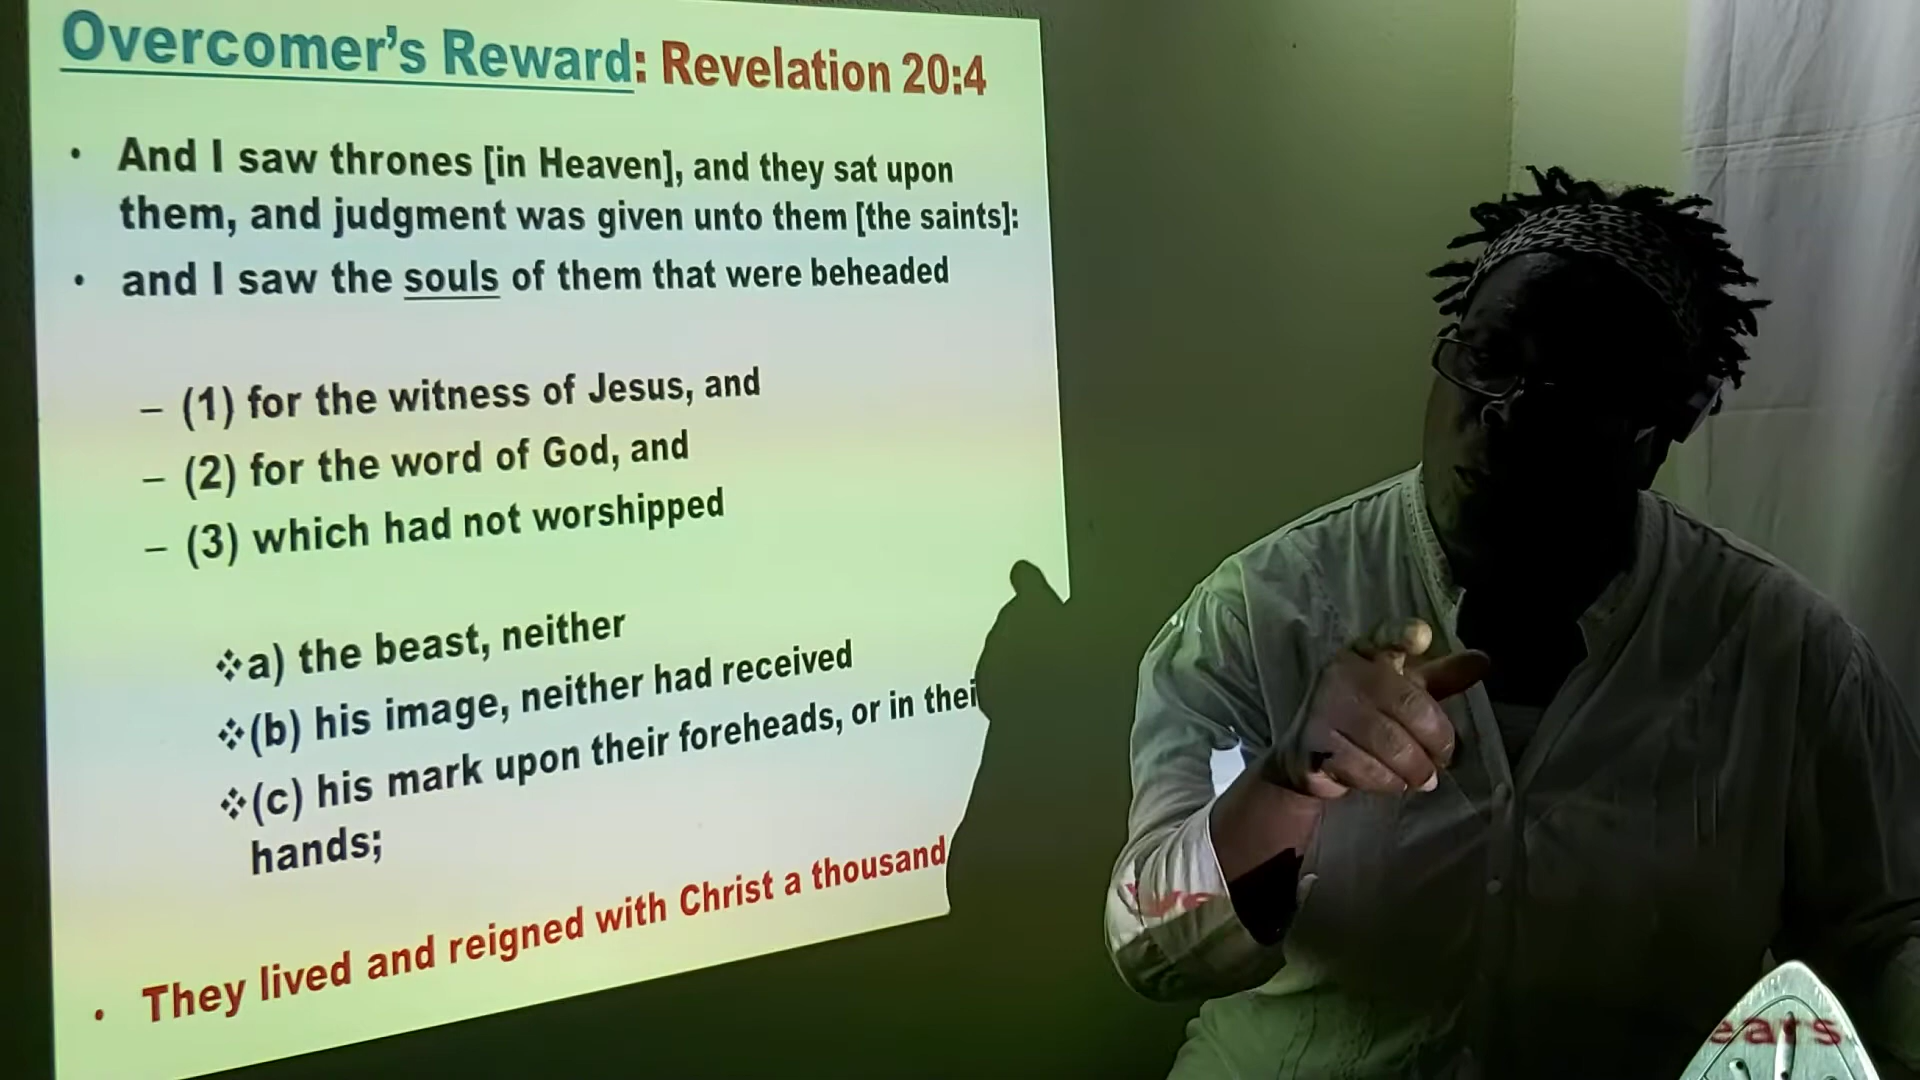 Overcomer's Reward: Revelation 20:4
• And I saw thrones [in Heaven], and they sat upon
them, and judgment was given unto them [the saints]:
• and I saw the souls of them that were beheaded
– (1) for the witness of Jesus, and
– (2) for the word of God, and
– (3) which had not worshipped
❖a) the beast, neither
❖(b) his image, neither had received
❖(c) his mark upon their foreheads, or in thei
hands;
• They lived and reigned with Christ a thousand
ears